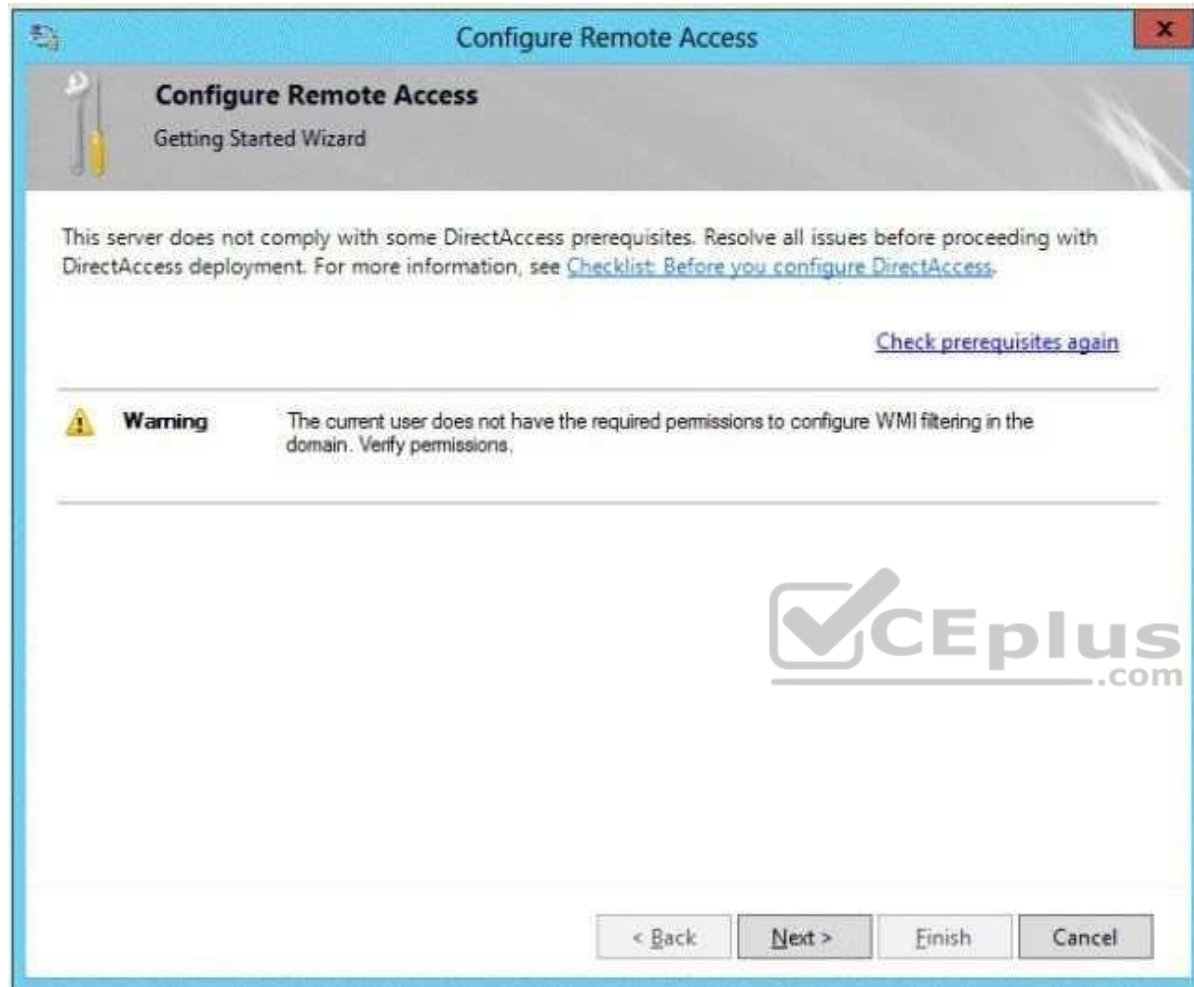 Configure Remote Access
x
Configure Remote Access
Getting Started Wizard
This server does not comply with some DirectAccess prerequisites. Resolve all issues before proceeding with
DirectAccess deployment. For more information, see Checklist: Before you configure DirectAccess.
Check prerequisites again
Warning The current user does not have the required permissions to configure WMI filtering in the
domain. Verify permissions.
CEplus
.com
< Back Next > Finish Cancel